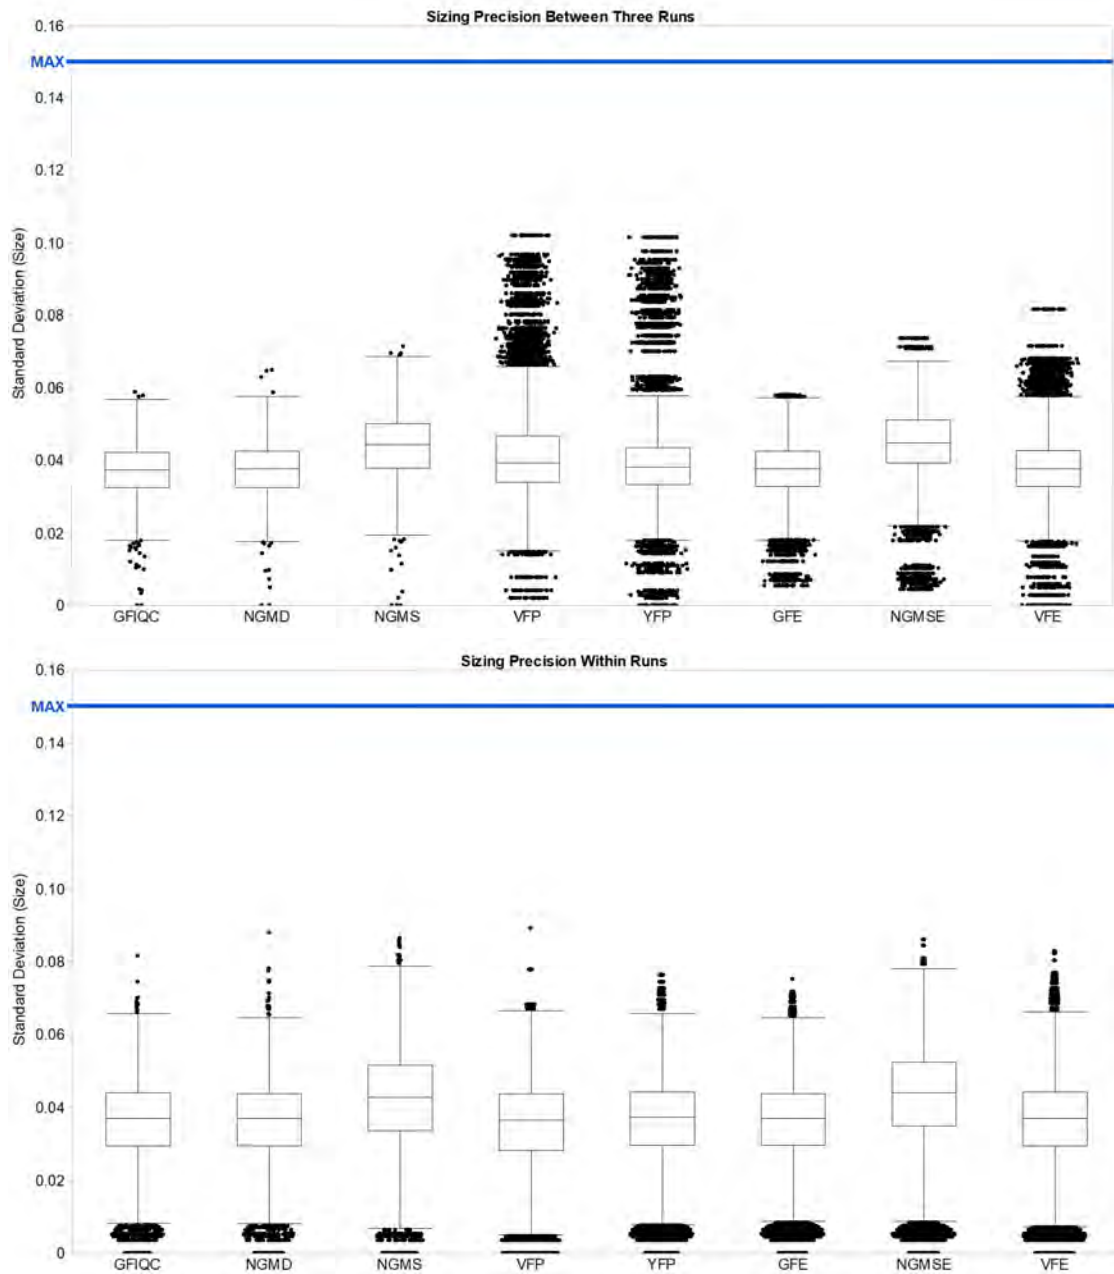 Sizing Precision Between Three Runs
0.16
MAX
0.14
0.12
0.10
0.08
0.06
0.04
0.02
0
Standard Deviation (Size)
GFIQC NGMD NGMS VFP YFP GFE NGMSE VFE
Sizing Precision Within Runs
0.16
MAX
0.14
0.12
0.10
0.08
0.06
0.04
0.02
0
Standard Deviation (Size)
GFIQC NGMD NGMS VFP YFP GFE NGMSE VFE